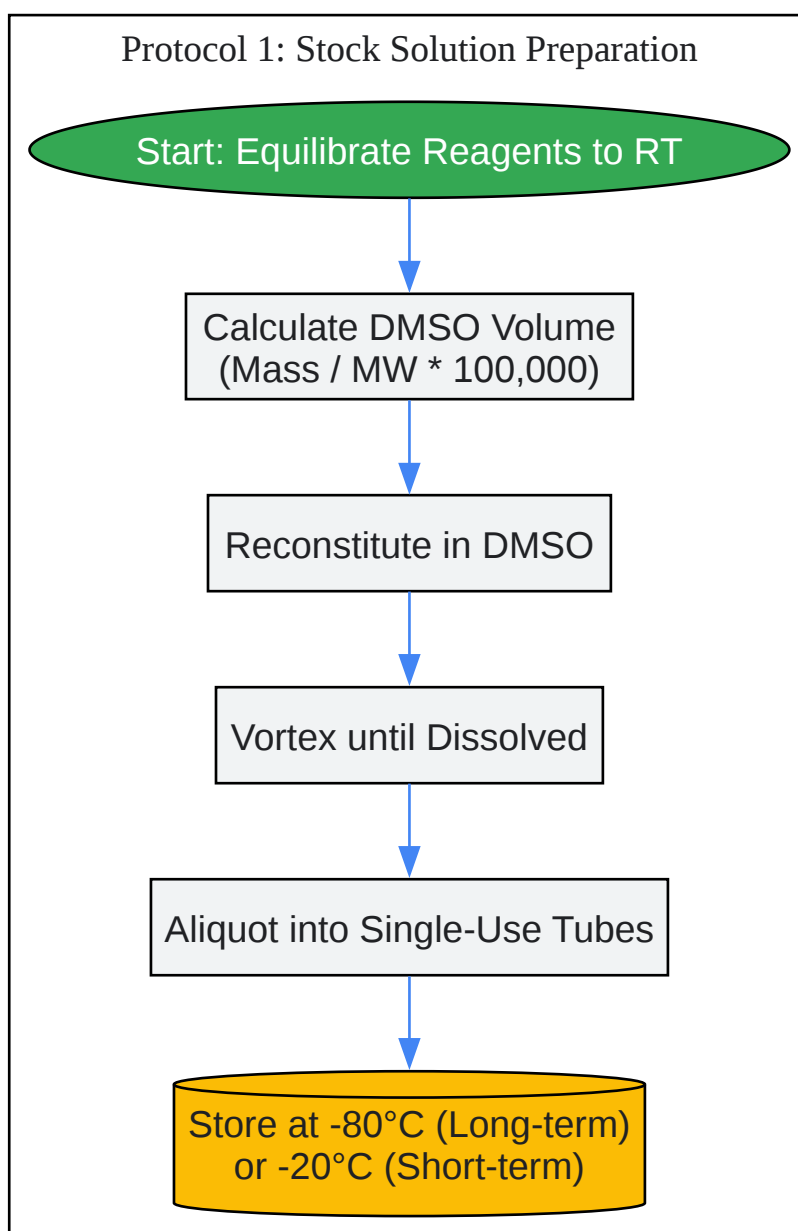 Protocol 1: Stock Solution Preparation
Start: Equilibrate Reagents to RT
Calculate DMSO Volume
(Mass / MW * 100,000)
Reconstitute in DMSO
Vortex until Dissolved
Aliquot into Single-Use Tubes
Store at -80°C (Long-term)
or -20°C (Short-term)